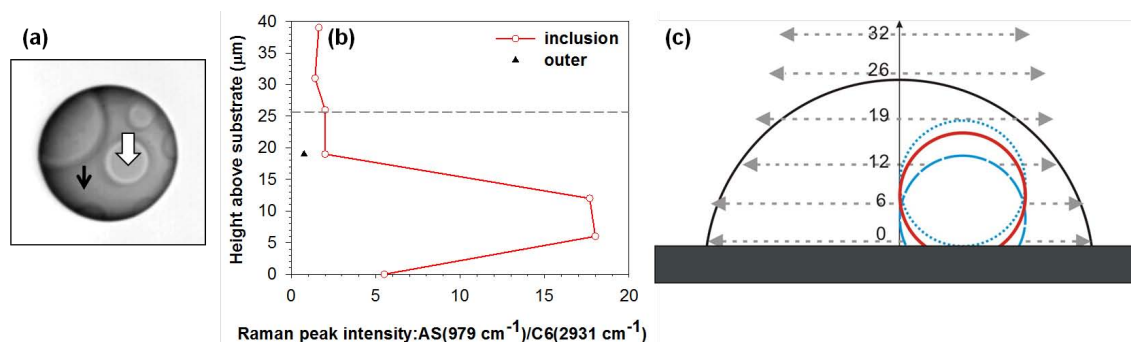 (a)
(b)
(c)
inclusion
outer
Height above substrate (μm)
40
35
30
25
20
15
10
5
0
0
5
10
15
20
Raman peak intensity:AS(979 cm⁻¹)/C6(2931 cm⁻¹)
32
26
19
12
6
0